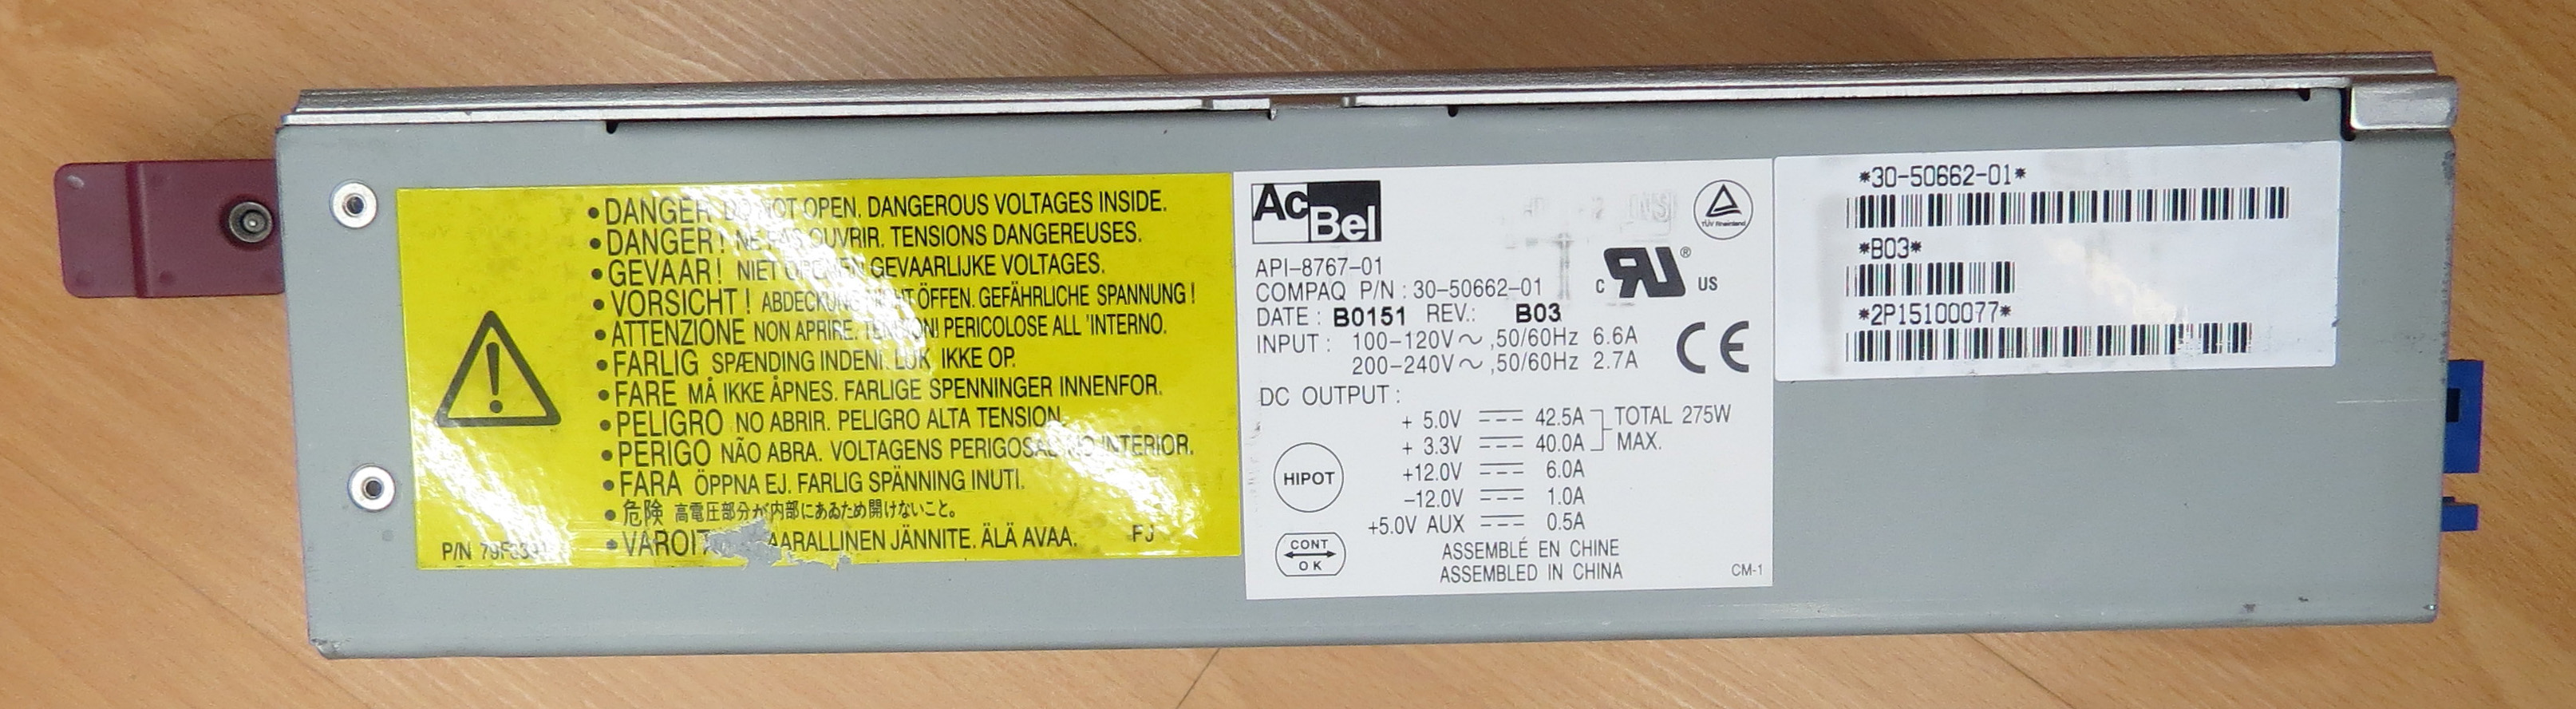 • DANGER DO NOT OPEN. DANGEROUS VOLTAGES INSIDE.
• DANGER! NE PAS OUVRIR. TENSIONS DANGEREUSES.
• GEVAAR! NIET OPENEN GEVAARLIJKE VOLTAGES.
• VORSICHT! ABDECKUNG NICHT ÖFFEN. GEFÄHRLICHE SPANNUNG!
• ATTENZIONE NON APRIRE. TENSION! PERICOLOSE ALL 'INTERNO.
• FARLIG SPÆNDING INDENI. LUK IKKE OP.
• FARE MÅ IKKE ÅPNES. FARLIGE SPENNINGER INNENFOR.
• PELIGRO NO ABRIR. PELIGRO ALTA TENSION.
• PERIGO NÃO ABRA. VOLTAGENS PERIGOSAS NO INTERIOR.
• FARA ÖPPNA EJ. FARLIG SPÄNNING INUTI.
• 危険 高電圧部分が内部にあるため開けないこと。
• JÄNNITE. ÄLÄ AVAA. FJ
P/N
AcBel
TÜV Rheinland
API-8767-01
COMPAQ P/N : 30-50662-01
DATE : B0151 REV.: B03
INPUT : 100-120V~ ,50/60Hz 6.6A
200-240V~ ,50/60Hz 2.7A
c RU ® US
CE
DC OUTPUT :
+ 5.0V ⎓ 42.5A TOTAL 275W
+ 3.3V ⎓ 40.0A MAX.
+12.0V ⎓ 6.0A
-12.0V ⎓ 1.0A
+5.0V AUX ⎓ 0.5A
HIPOT
CONT
OK
ASSEMBLÉ EN CHINE
ASSEMBLED IN CHINA
CM-1
*30-50662-01*
*B03*
*2P15100077*